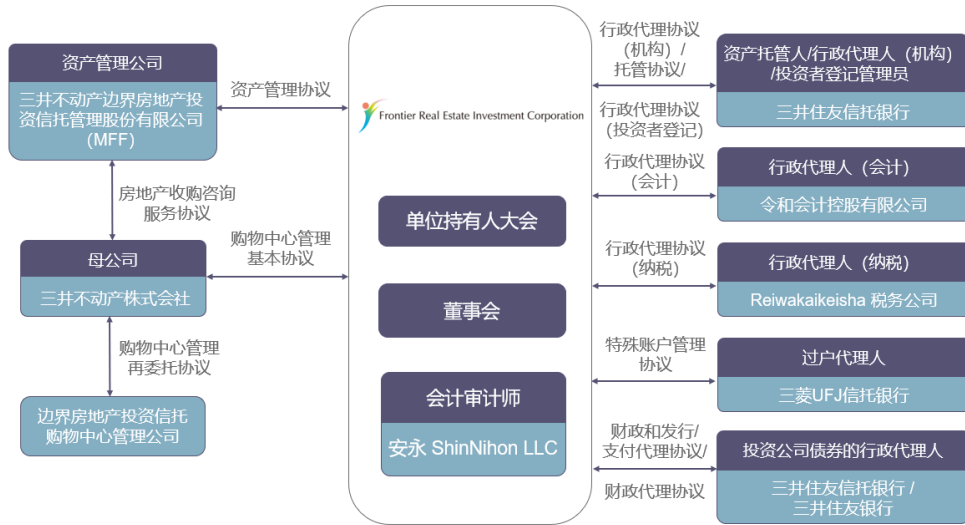 资产管理公司
三井不动产边界房地产投
资信托管理股份有限公司
(MFF)
资产管理协议
房地产收购咨询
服务协议
母公司
三井不动产株式会社
购物中心管理
基本协议
购物中心管理
再委托协议
边界房地产投资信托
购物中心管理公司
Frontier Real Estate Investment Corporation
单位持有人大会
董事会
会计审计师
安永 ShinNihon LLC
行政代理协议
（机构）/
托管协议/
行政代理协议
(投资者登记)
资产托管人/行政代理人（机构）
/投资者登记管理员
三井住友信托银行
行政代理协议
(会计)
行政代理人（会计）
令和会计控股有限公司
行政代理协议
(纳税)
行政代理人（纳税）
Reiwakaikeisha 税务公司
特殊账户管理
协议
过户代理人
三菱UFJ信托银行
财政和发行/
支付代理协议/
财政代理协议
投资公司债券的行政代理人
三井住友信托银行 /
三井住友银行